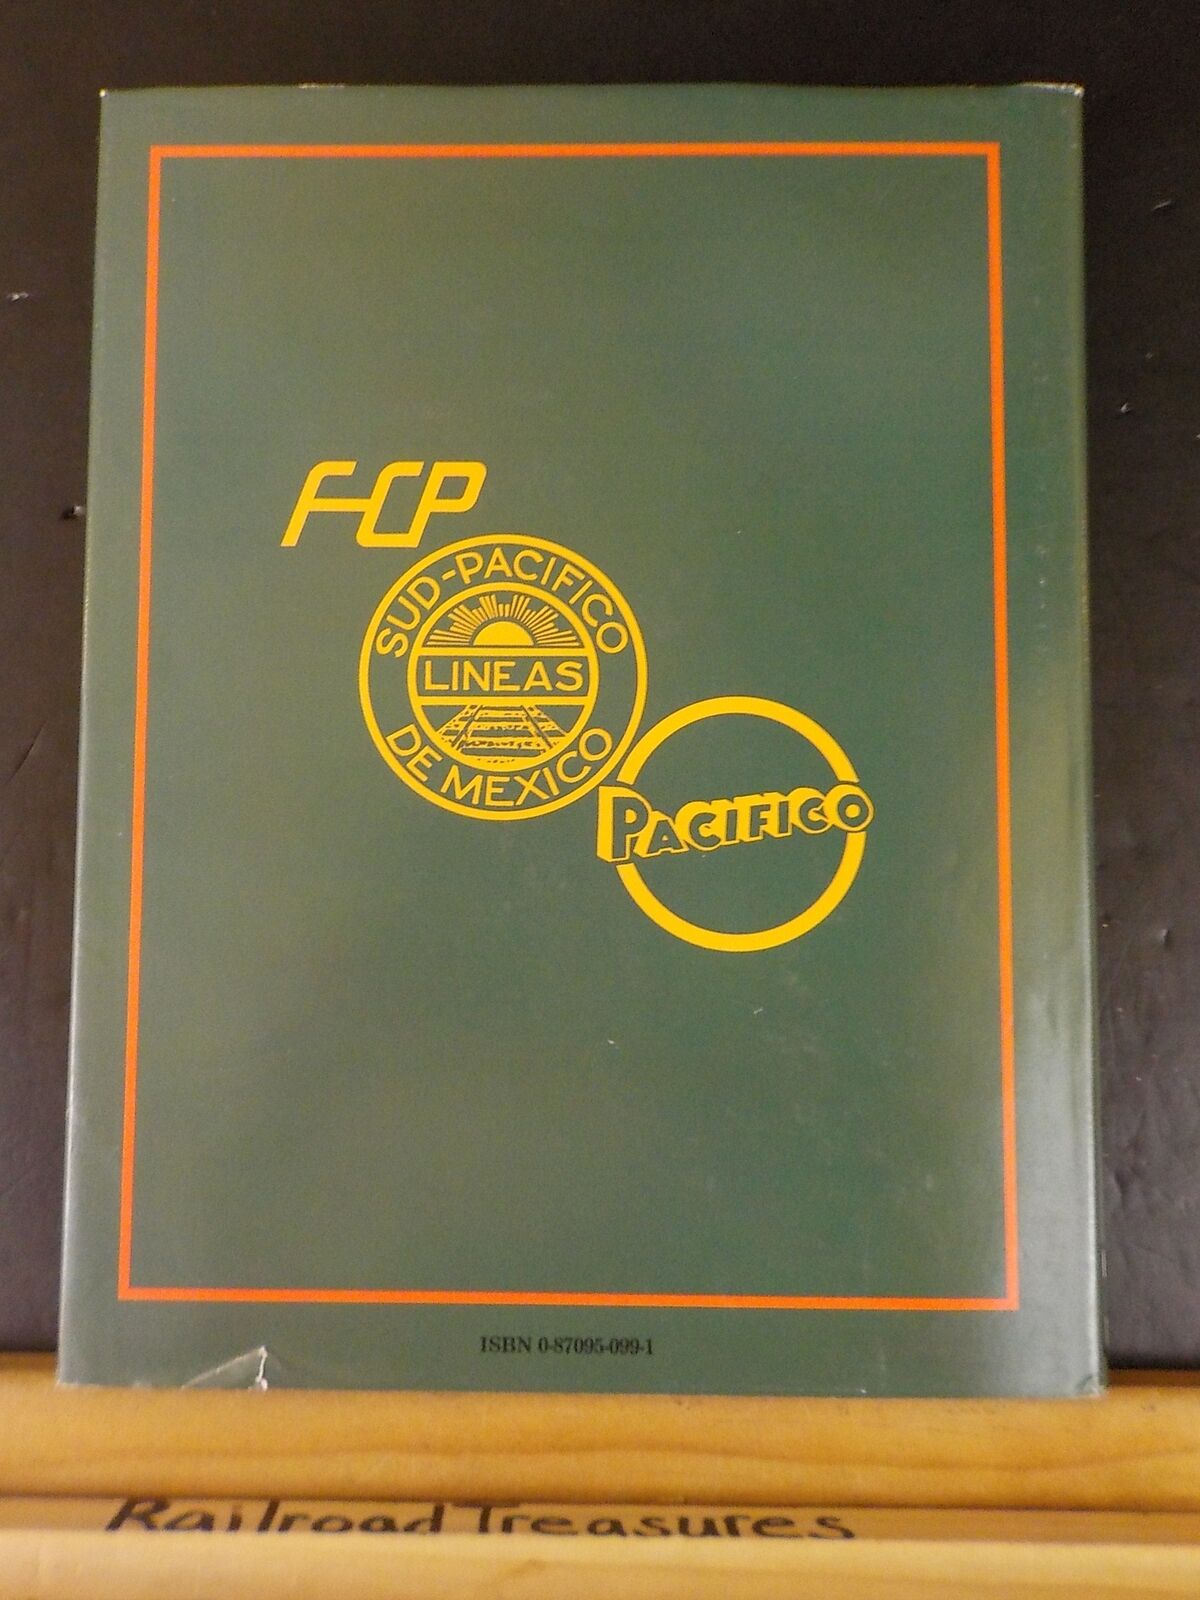 FCP
SUD-PACIFICO
LINEAS
DE MEXICO
PACIFICO
ISBN 0-87095-099-1
Railroad Treasures